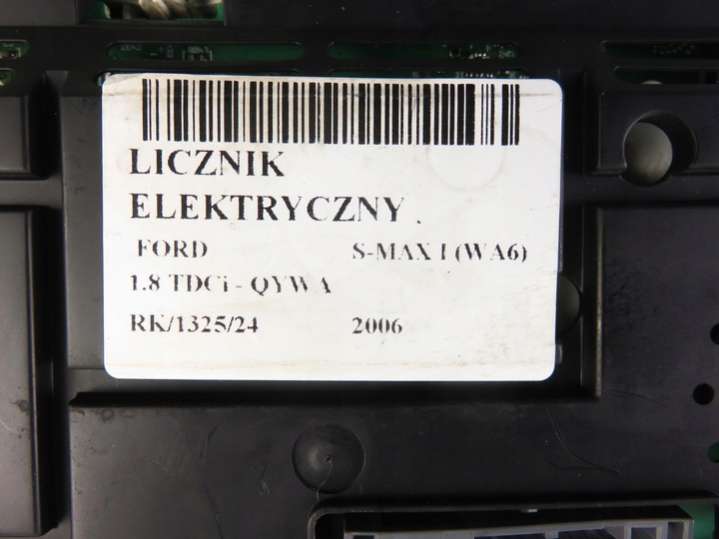 LICZNIK
ELEKTRYCZNY
FORD S-MAX I (WA6)
1.8 TDCi - QYWA
RK/1325/24 2006